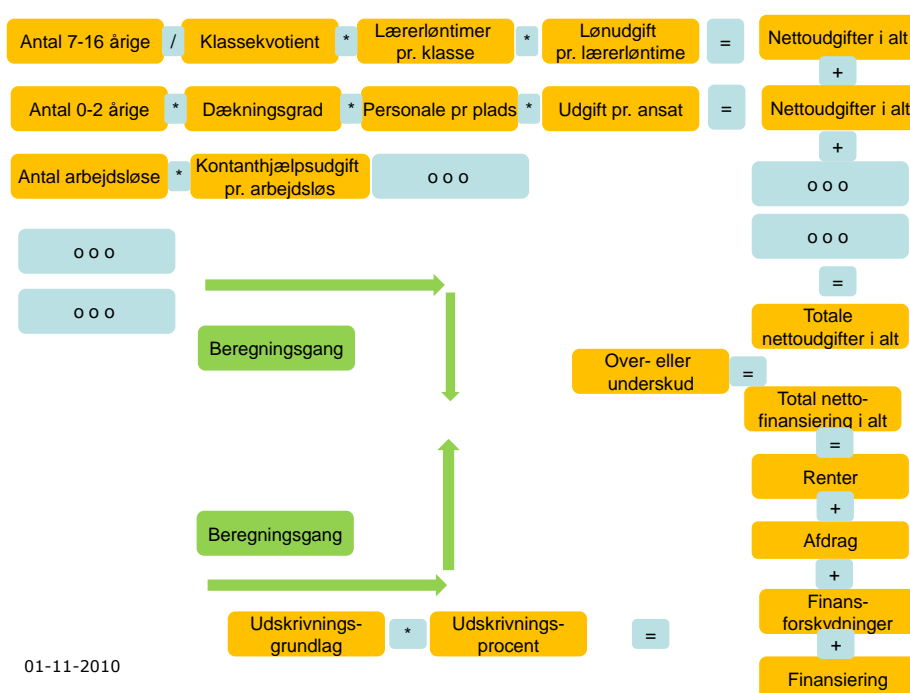 Antal 7-16 årige / Klassekvotient * Lærerløntimer pr. klasse * Lønudgift pr. lærerløntime = Nettoudgifter i alt
+
Antal 0-2 årige * Dækningsgrad * Personale pr plads * Udgift pr. ansat = Nettoudgifter i alt
+
Antal arbejdsløse * Kontanthjælpsudgift pr. arbejdsløs o o o
o o o
o o o
o o o
=
o o o
Totale
nettoudgifter i alt
Beregningsgang
Over- eller
underskud
=
Total netto-
finansiering i alt
=
Renter
+
Beregningsgang
Afdrag
+
Finans-
forskydninger
Udskrivnings-
grundlag
*
Udskrivnings-
procent
=
+
Finansiering
01-11-2010